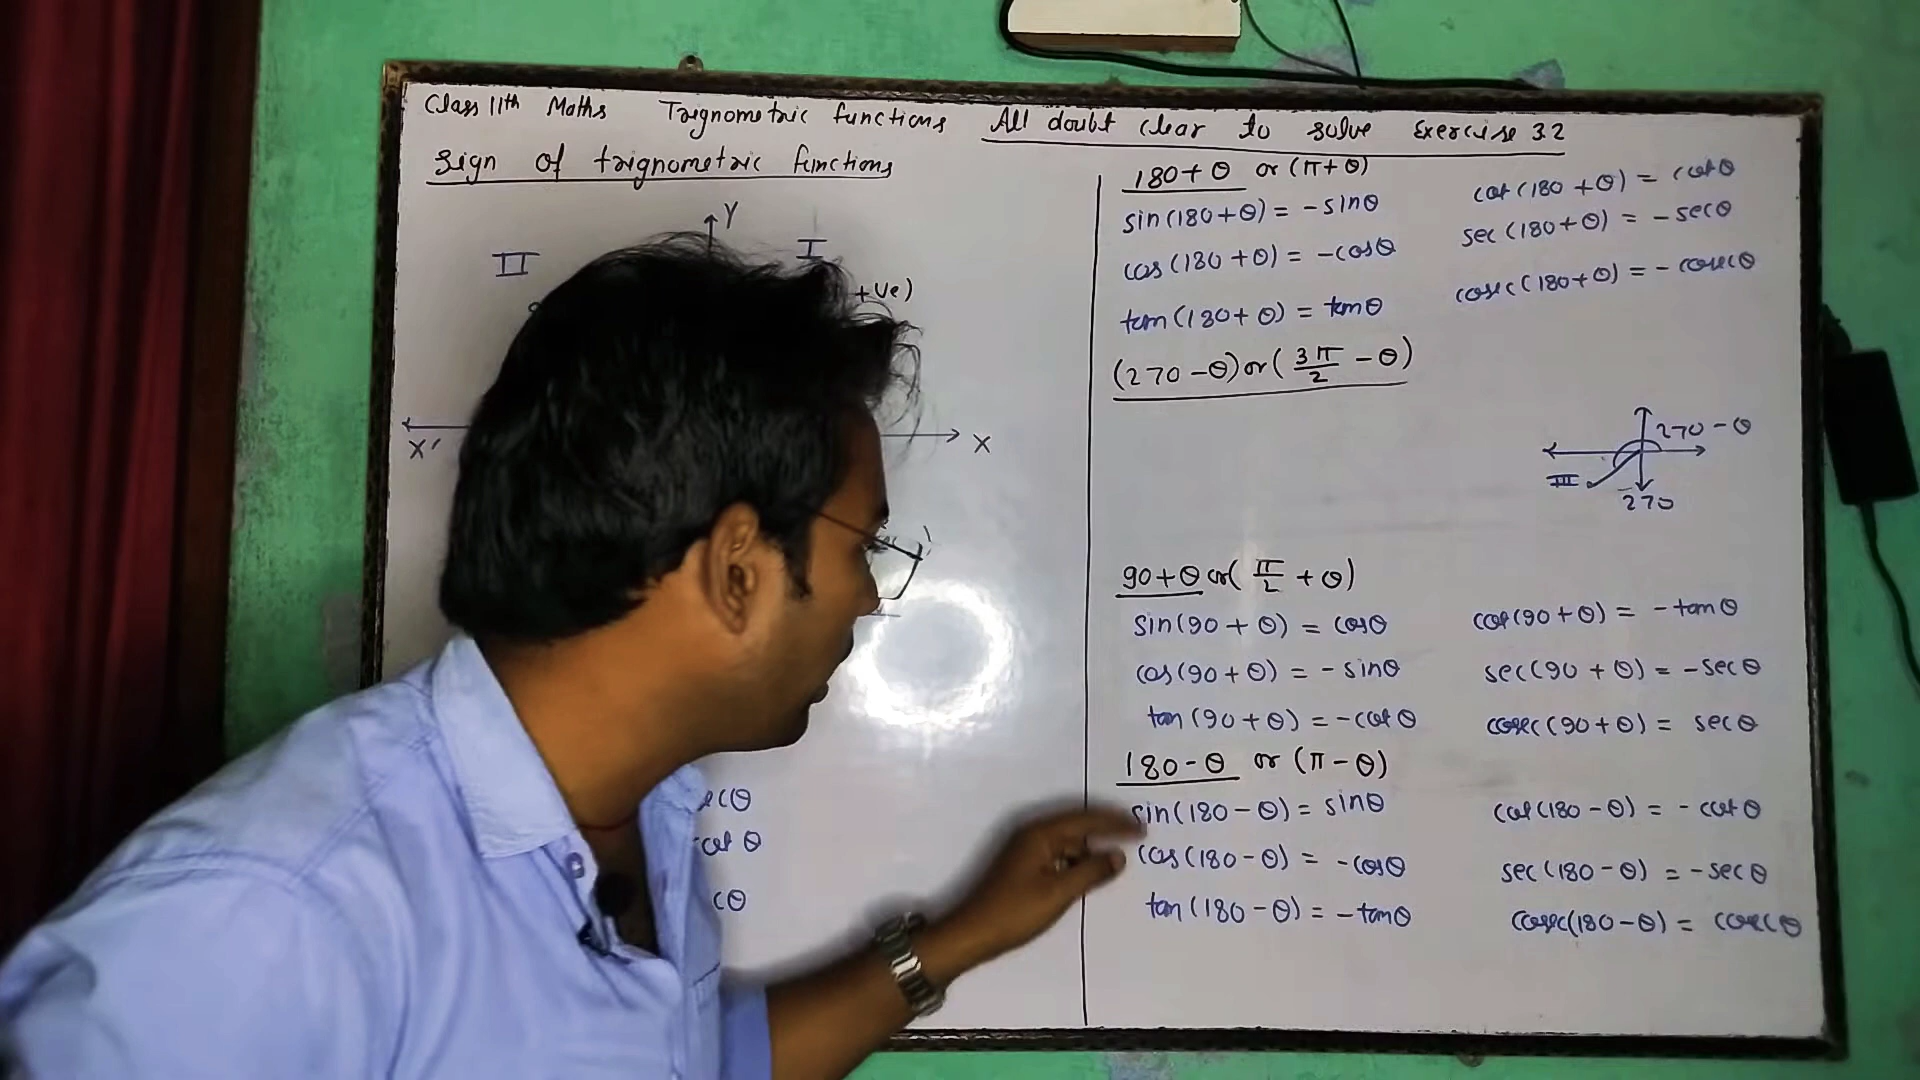 Class 11th Maths Trignometric functions All doubt clear to solve Exercise 3.2
Sign of trignometric functions
Y
II
I
+ve)
X'
X
ecθ
cot θ
cθ
180+θ or (π+θ)
sin(180+θ) = -sinθ
cos(180+θ) = -cosθ
tan(180+θ) = tanθ
cot(180+θ) = cotθ
sec(180+θ) = -secθ
cosec(180+θ) = -cosecθ
(270-θ) or (3π/2 - θ)
270-θ
III
270
90+θ or (π/2 + θ)
sin(90+θ) = cosθ
cos(90+θ) = -sinθ
tan(90+θ) = -cotθ
cot(90+θ) = -tanθ
sec(90+θ) = -secθ
cosec(90+θ) = secθ
180-θ or (π-θ)
sin(180-θ) = sinθ
cos(180-θ) = -cosθ
tan(180-θ) = -tanθ
cot(180-θ) = -cotθ
sec(180-θ) = -secθ
cosec(180-θ) = cosecθ